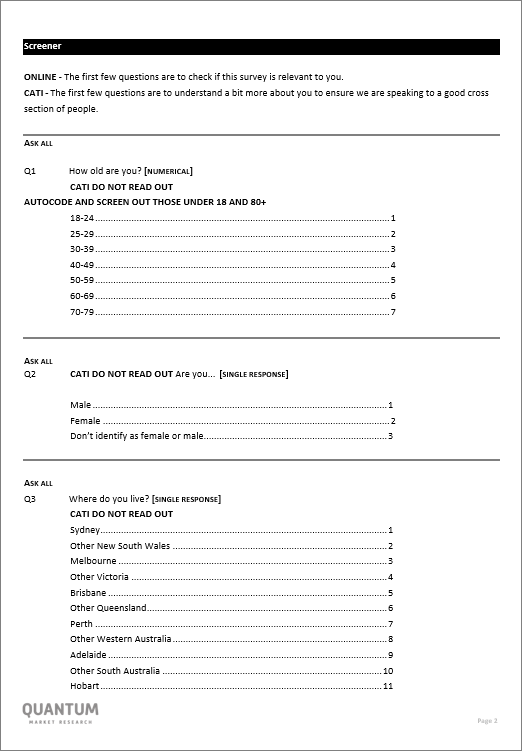 Screener
ONLINE - The first few questions are to check if this survey is relevant to you.
CATI - The first few questions are to understand a bit more about you to ensure we are speaking to a good cross
section of people.
ASK ALL
Q1 How old are you? [NUMERICAL]
CATI DO NOT READ OUT
AUTOCODE AND SCREEN OUT THOSE UNDER 18 AND 80+
18-24 1
25-29 2
30-39 3
40-49 4
50-59 5
60-69 6
70-79 7
ASK ALL
Q2 CATI DO NOT READ OUT Are you... [SINGLE RESPONSE]
Male 1
Female 2
Don't identify as female or male 3
ASK ALL
Q3 Where do you live? [SINGLE RESPONSE]
CATI DO NOT READ OUT
Sydney 1
Other New South Wales 2
Melbourne 3
Other Victoria 4
Brisbane 5
Other Queensland 6
Perth 7
Other Western Australia 8
Adelaide 9
Other South Australia 10
Hobart 11
QUANTUM
MARKET RESEARCH
Page 2